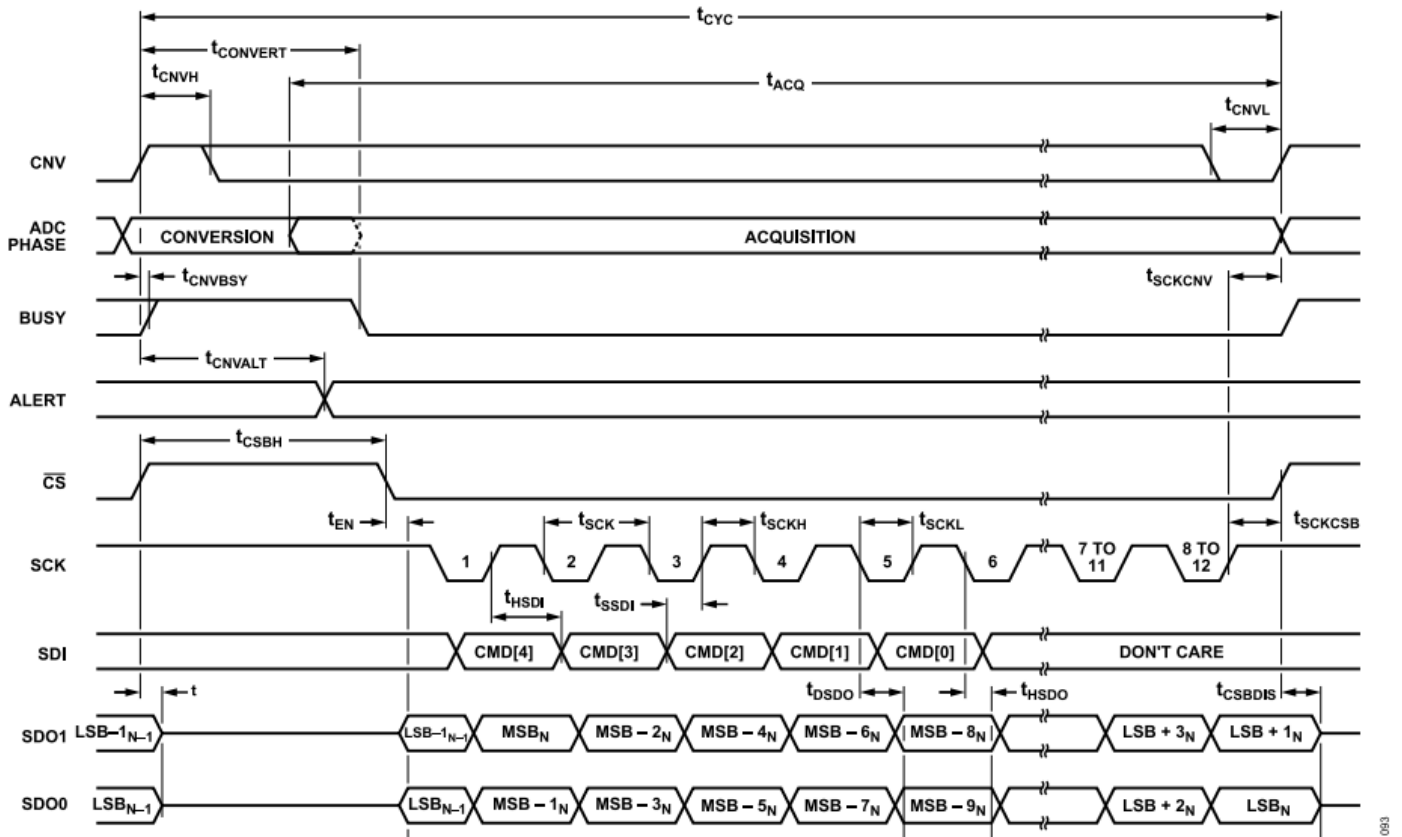 tCYC
tCONVERT
tCNVH
tACQ
tCNVL
CNV
ADC
PHASE
CONVERSION
ACQUISITION
tCNVBSY
tSCKCNV
BUSY
tCNVALT
ALERT
tCSBH
CS
tEN
tSCK
tSCKH
tSCKL
tSCKCSB
SCK
1 2 3 4 5 6 7 TO 11 8 TO 12
tHSDI
tSSDI
SDI
CMD[4] CMD[3] CMD[2] CMD[1] CMD[0] DON'T CARE
t
tDSDO
tHSDO
tCSBDIS
SDO1 LSB–1N–1 LSB–1N–1 MSBN MSB – 2N MSB – 4N MSB – 6N MSB – 8N LSB + 3N LSB + 1N
SDO0 LSBN–1 LSBN–1 MSB – 1N MSB – 3N MSB – 5N MSB – 7N MSB – 9N LSB + 2N LSBN
093